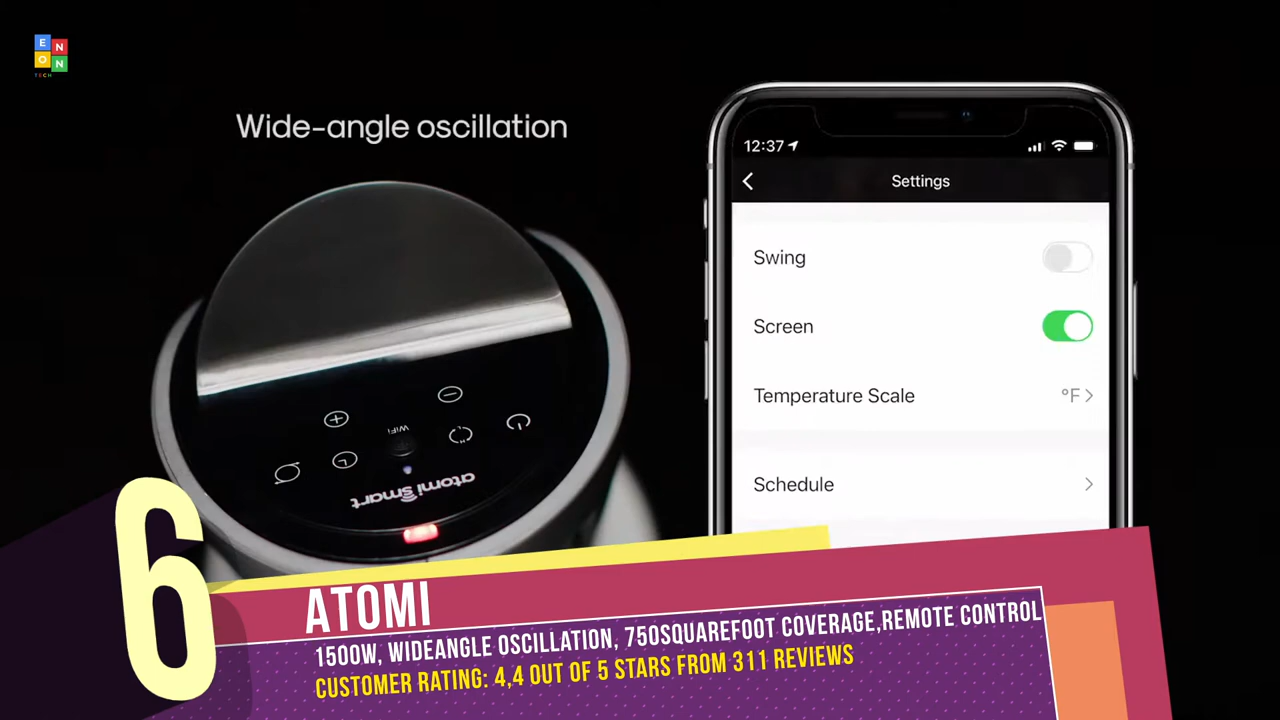 E N
O N
TECH
Wide-angle oscillation
12:37
Settings
Swing
Screen
Temperature Scale °F
Schedule
WiFi
atomi smart
6
ATOMI
1500W, WIDEANGLE OSCILLATION, 750SQUAREFOOT COVERAGE,REMOTE CONTROL
CUSTOMER RATING: 4,4 OUT OF 5 STARS FROM 311 REVIEWS